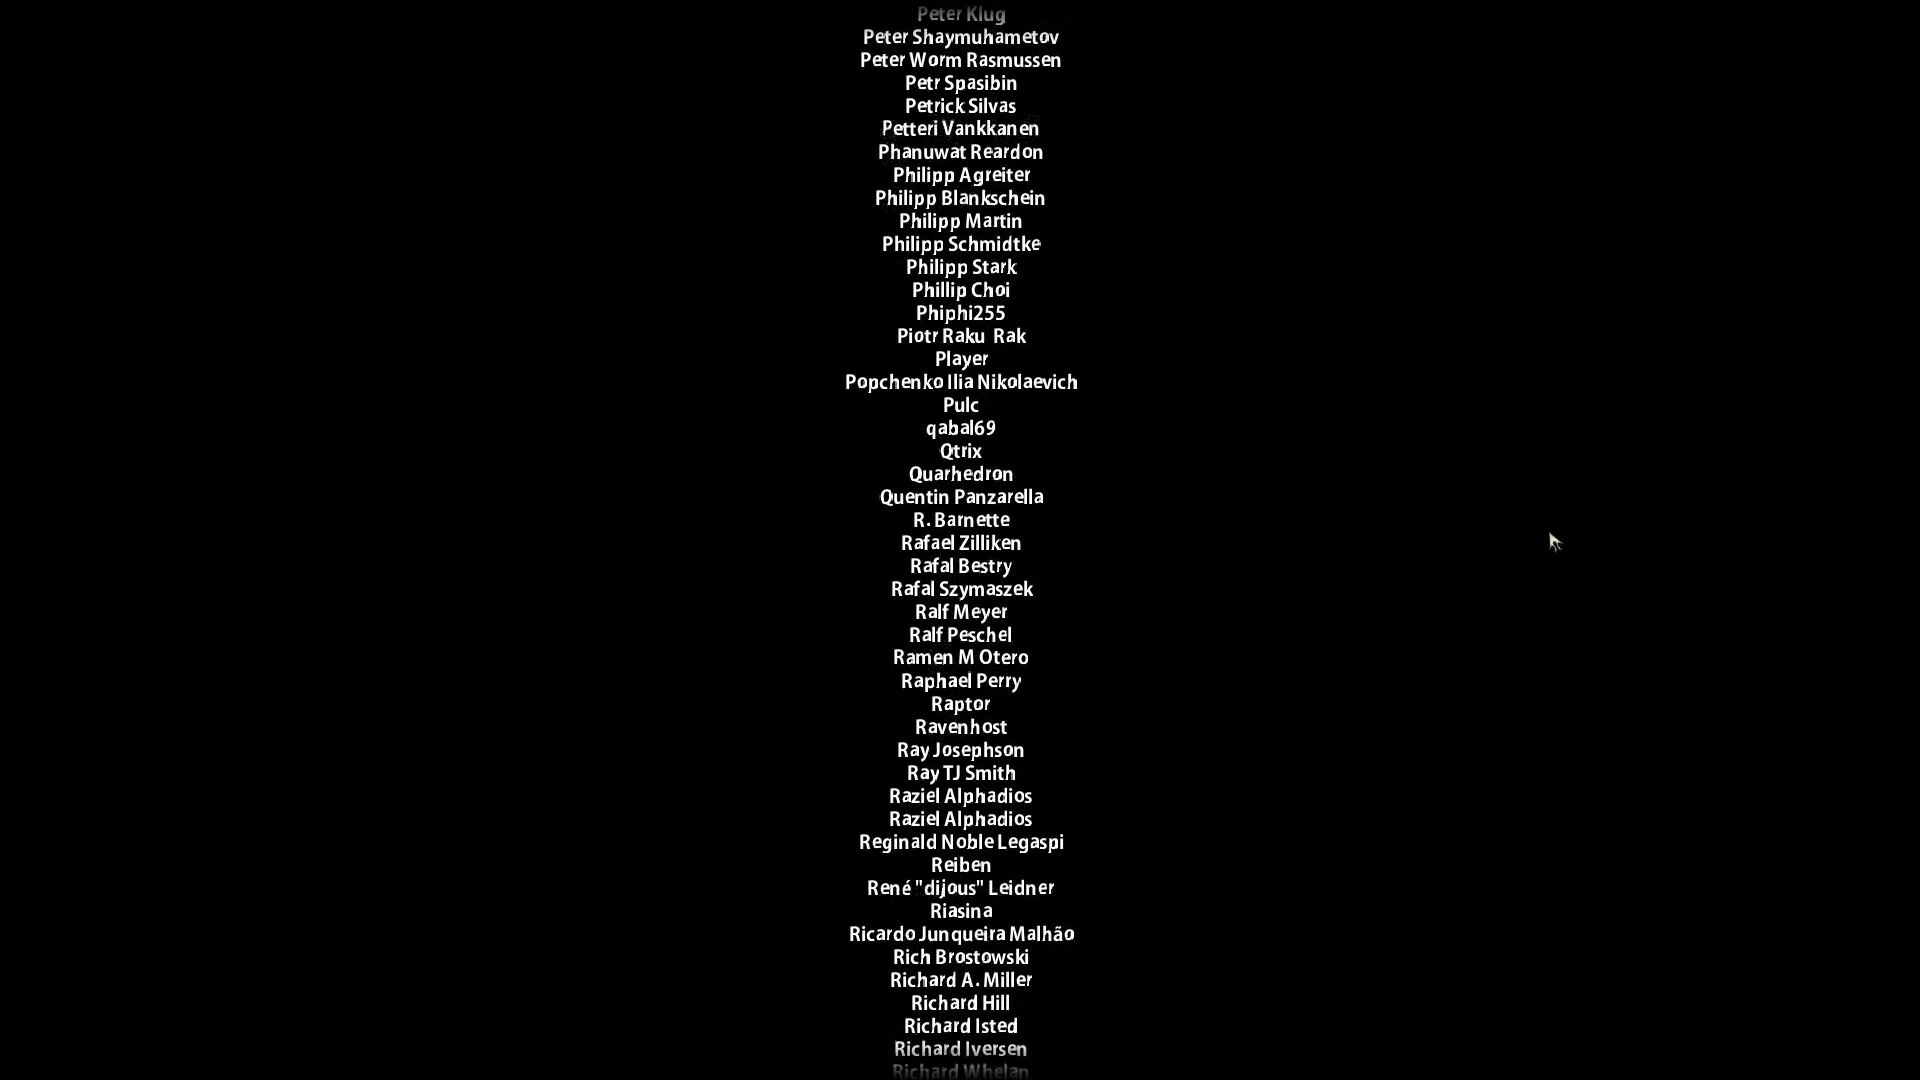 Peter Klug
Peter Shaymuhametov
Peter Worm Rasmussen
Petr Spasibin
Petrick Silvas
Petteri Vankkanen
Phanuwat Reardon
Philipp Agreiter
Philipp Blankschein
Philipp Martin
Philipp Schmidtke
Philipp Stark
Phillip Choi
Phiphi255
Piotr Raku  Rak
Player
Popchenko Ilia Nikolaevich
Pulc
qabal69
Qtrix
Quarhedron
Quentin Panzarella
R. Barnette
Rafael Zilliken
Rafal Bestry
Rafal Szymaszek
Ralf Meyer
Ralf Peschel
Ramen M Otero
Raphael Perry
Raptor
Ravenhost
Ray Josephson
Ray TJ Smith
Raziel Alphadios
Raziel Alphadios
Reginald Noble Legaspi
Reiben
René "dijous" Leidner
Riasina
Ricardo Junqueira Malhão
Rich Brostowski
Richard A. Miller
Richard Hill
Richard Isted
Richard Iversen
Richard Whelan